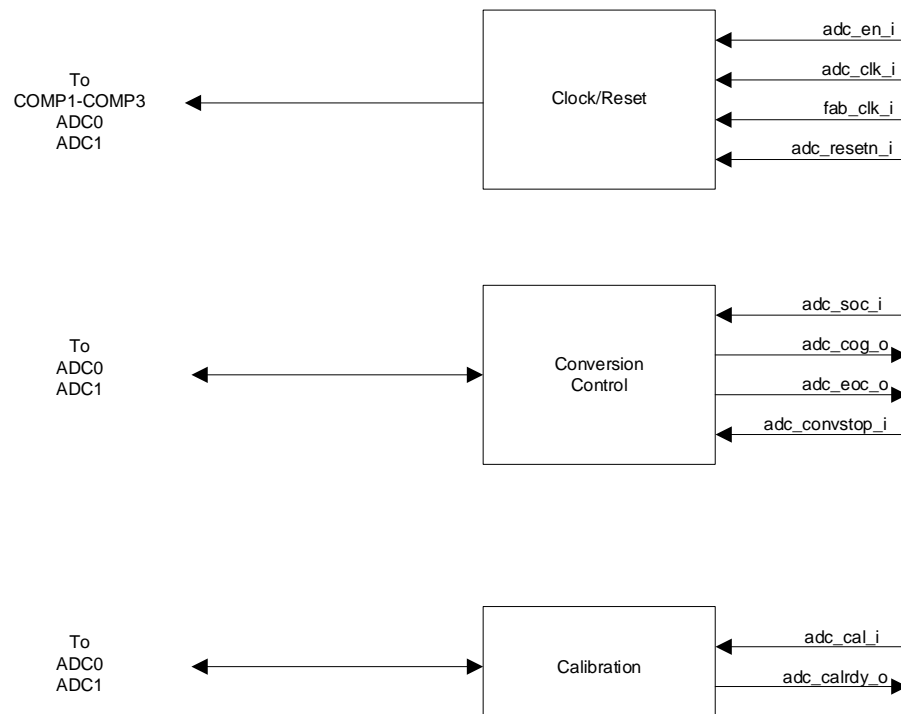 To
COMP1-COMP3
ADC0
ADC1
Clock/Reset
adc_en_i
adc_clk_i
fab_clk_i
adc_resetn_i
To
ADC0
ADC1
Conversion
Control
adc_soc_i
adc_cog_o
adc_eoc_o
adc_convstop_i
To
ADC0
ADC1
Calibration
adc_cal_i
adc_calrdy_o